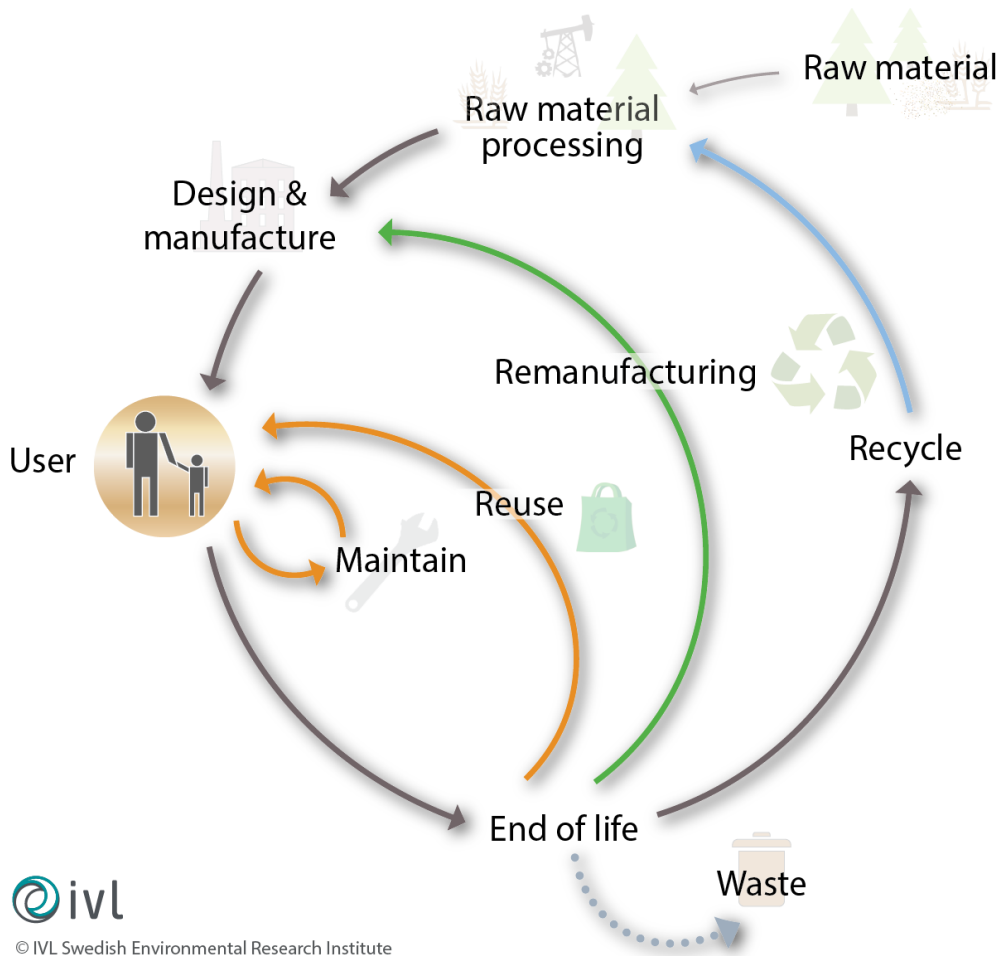 Raw material
Raw material
processing
Design &
manufacture
Remanufacturing
User
Recycle
Reuse
Maintain
End of life
Waste
ivl
© IVL Swedish Environmental Research Institute